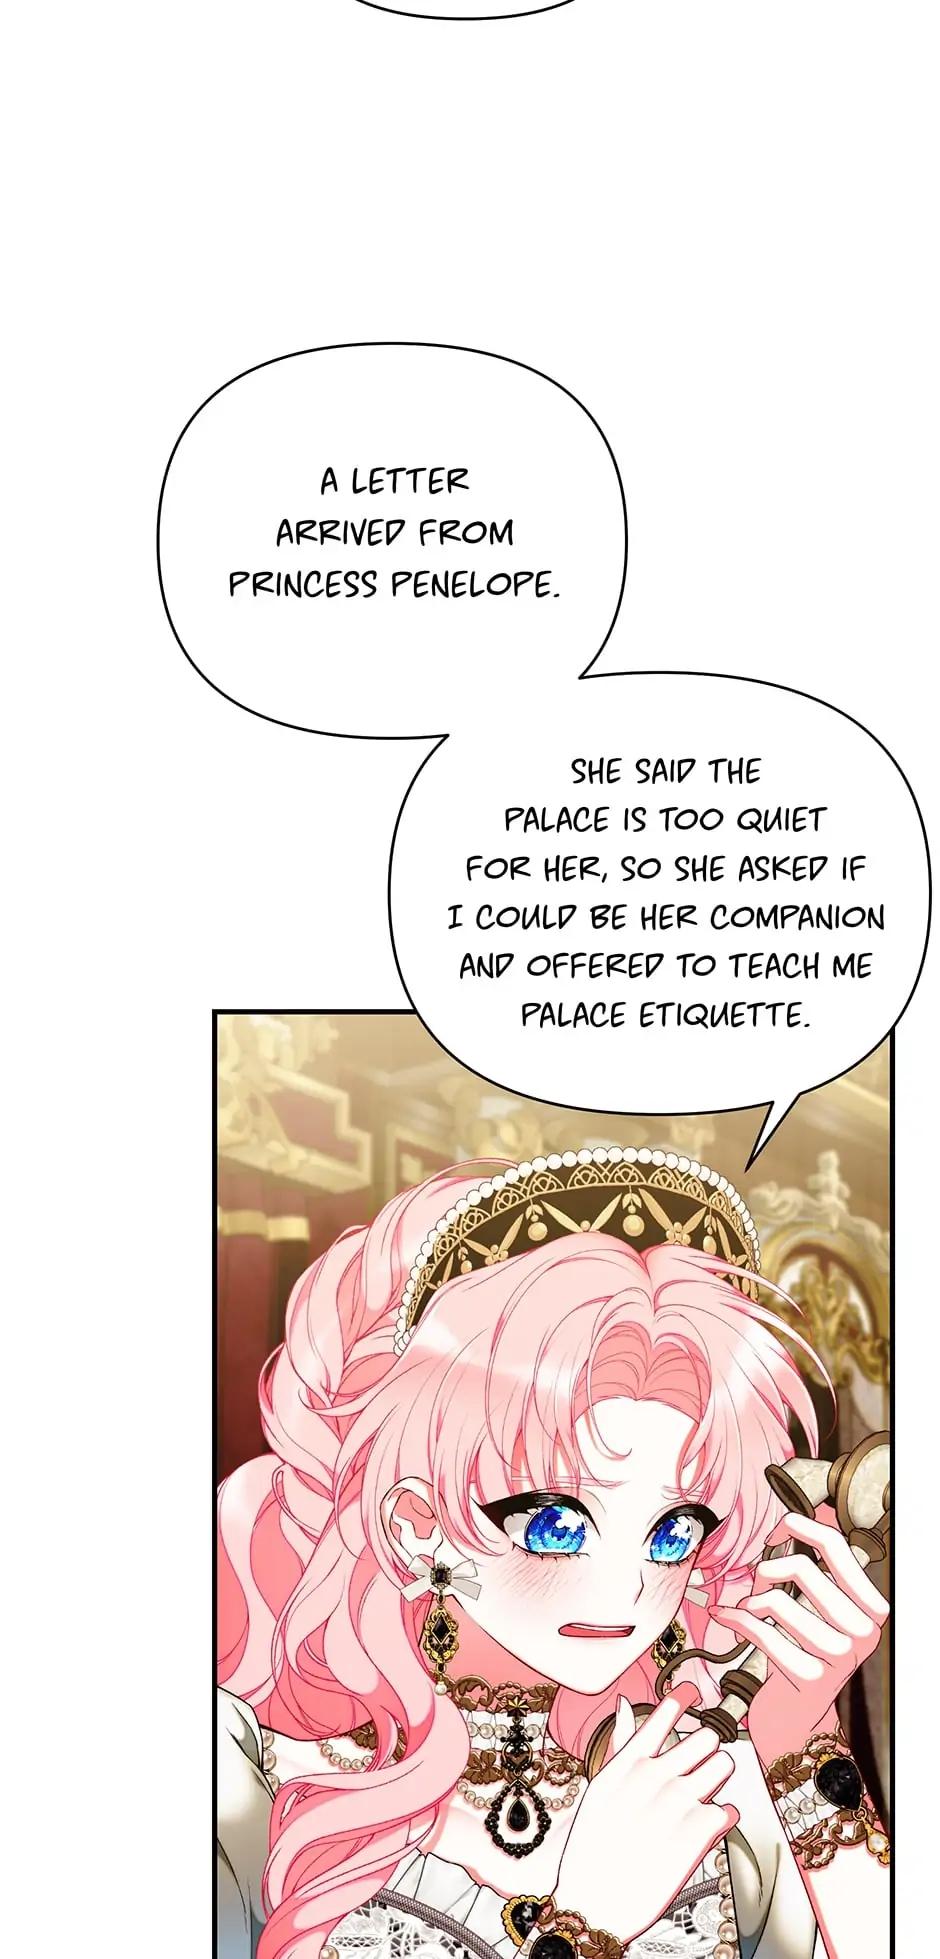 A LETTER
ARRIVED FROM
PRINCESS PENELOPE.
SHE SAID THE
PALACE IS TOO QUIET
FOR HER, SO SHE ASKED IF
I COULD BE HER COMPANION
AND OFFERED TO TEACH ME
PALACE ETIQUETTE.